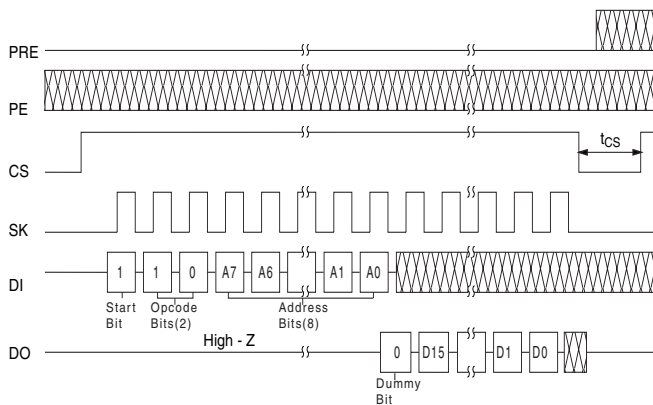 PRE
PE
CS
tCS
SK
DI
1 1 0 A7 A6 A1 A0
Start
Bit
Opcode
Bits(2)
Address
Bits(8)
High - Z
DO
0 D15 D1 D0
Dummy
Bit